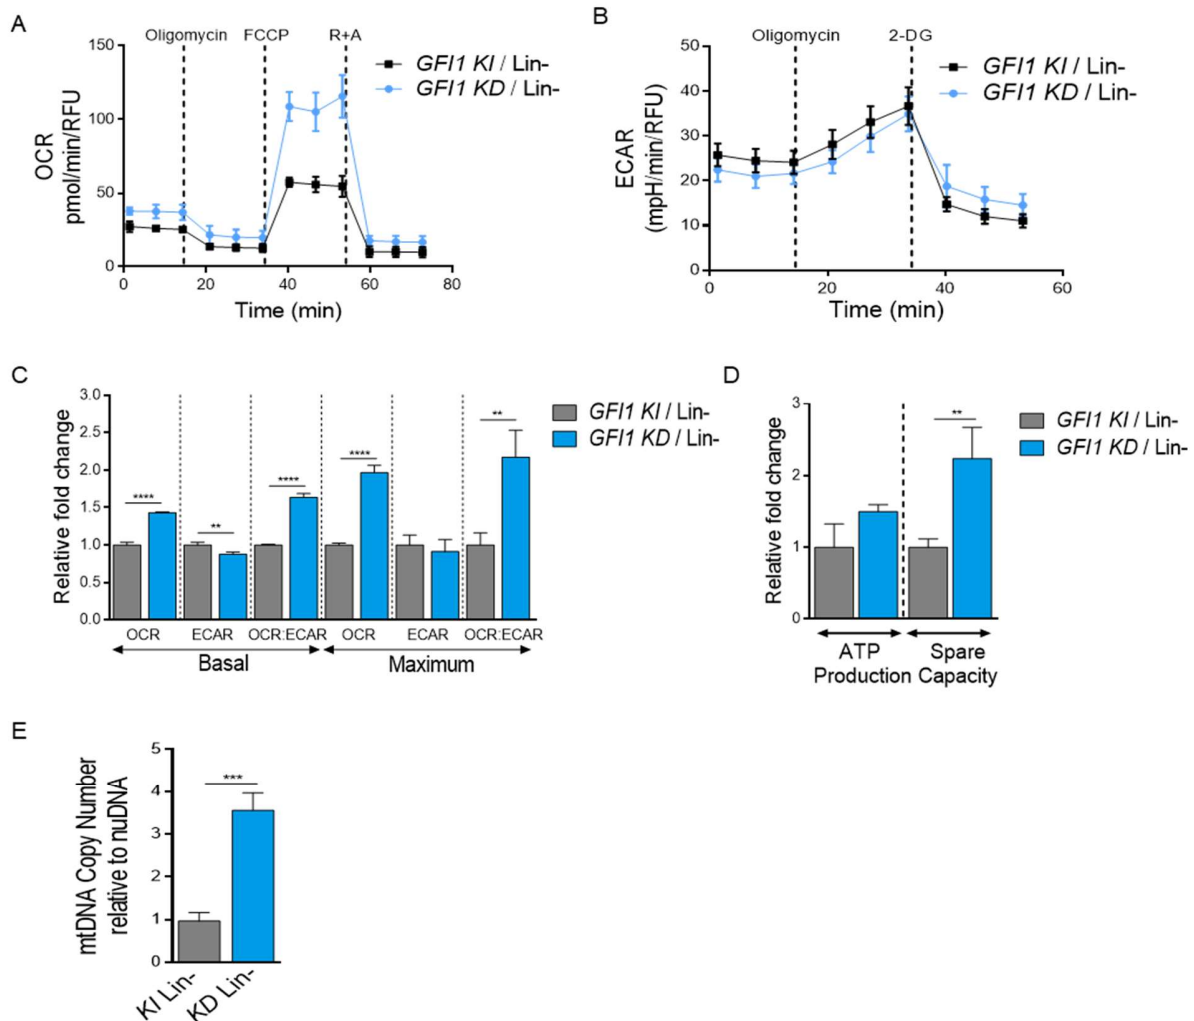 A
Oligomycin FCCP R+A
150
100
50
0
OCR
pmol/min/RFU
0 20 40 60 80
Time (min)
GFI1 KI / Lin-
GFI1 KD / Lin-
B
Oligomycin 2-DG
50
40
30
20
10
0
ECAR
(mpH/min/RFU)
0 20 40 60
Time (min)
GFI1 KI / Lin-
GFI1 KD / Lin-
C
3.0
2.5
2.0
1.5
1.0
0.5
0.0
Relative fold change
**** ** **** **** **
OCR ECAR OCR:ECAR OCR ECAR OCR:ECAR
Basal Maximum
GFI1 KI / Lin-
GFI1 KD / Lin-
D
3
2
1
0
Relative fold change
**
ATP Spare
Production Capacity
GFI1 KI / Lin-
GFI1 KD / Lin-
E
5
4
3
2
1
0
mtDNA Copy Number
relative to nuDNA
***
KI Lin-
KD Lin-